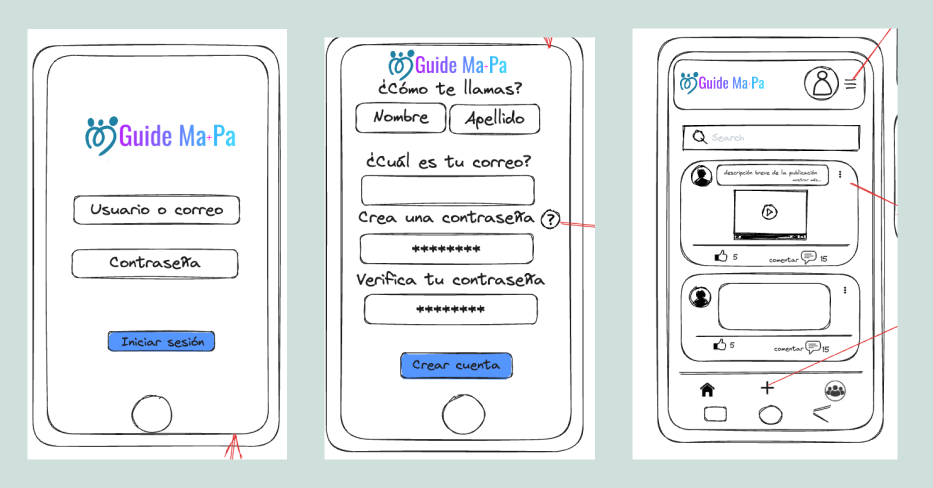 Guide Ma+Pa
Usuario o correo
Contraseña
Iniciar sesión
Guide Ma+Pa
¿Cómo te llamas?
Nombre Apellido
¿Cuál es tu correo?
Crea una contraseña ?
********
Verifica tu contraseña
********
Crear cuenta
Guide Ma+Pa
Search
descripción breve de la publicación
mostrar más...
5 comentar 15
5 comentar 15